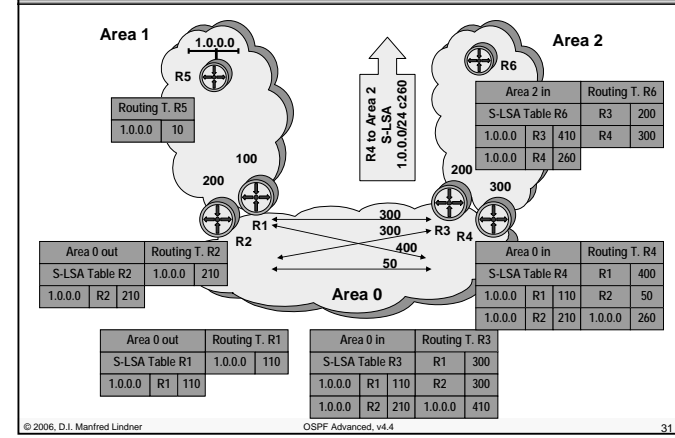 Area 1
Area 2
1.0.0.0
R5
R6
Routing T. R5
1.0.0.0 10
R4 to Area 2
S-LSA
1.0.0.0/24 c260
Area 2 in Routing T. R6
S-LSA Table R6 R3 200
1.0.0.0 R3 410 R4 300
1.0.0.0 R4 260
100
200
200
300
R1
R2
R3
R4
300
300
400
50
Area 0
Area 0 out Routing T. R2
S-LSA Table R2 1.0.0.0 210
1.0.0.0 R2 210
Area 0 in Routing T. R4
S-LSA Table R4 R1 400
1.0.0.0 R1 110 R2 50
1.0.0.0 R2 210 1.0.0.0 260
Area 0 out Routing T. R1
S-LSA Table R1 1.0.0.0 110
1.0.0.0 R1 110
Area 0 in Routing T. R3
S-LSA Table R3 R1 300
1.0.0.0 R1 110 R2 300
1.0.0.0 R2 210 1.0.0.0 410
© 2006, D.I. Manfred Lindner OSPF Advanced, v4.4 31